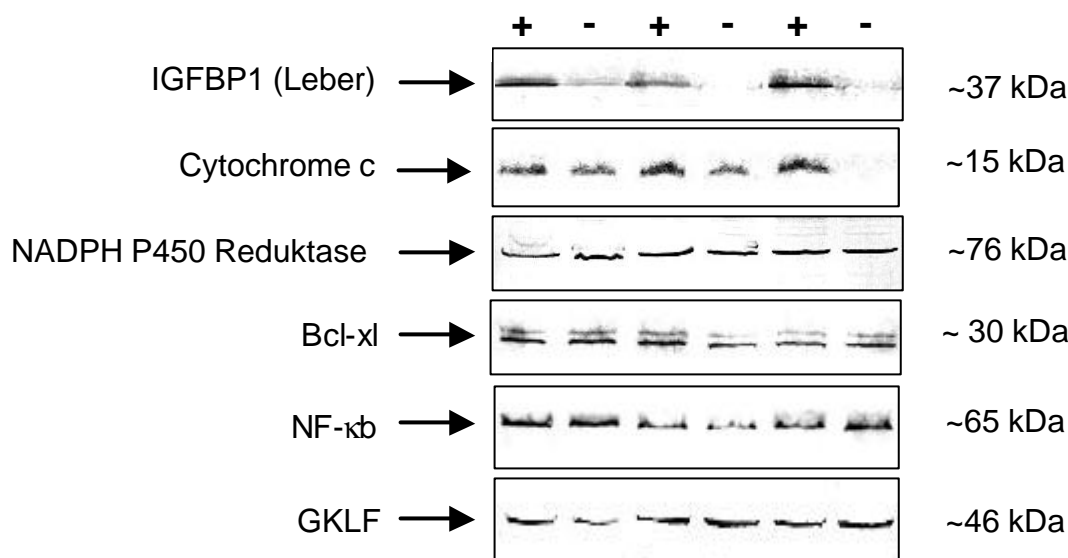 + - + - + -
IGFBP1 (Leber) ~37 kDa
Cytochrome c ~15 kDa
NADPH P450 Reduktase ~76 kDa
Bcl-xl ~ 30 kDa
NF-κb ~65 kDa
GKLF ~46 kDa